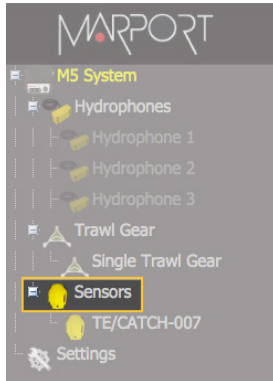 MARPORT
M5 System
Hydrophones
Hydrophone 1
Hydrophone 2
Hydrophone 3
Trawl Gear
Single Trawl Gear
Sensors
TE/CATCH-007
Settings